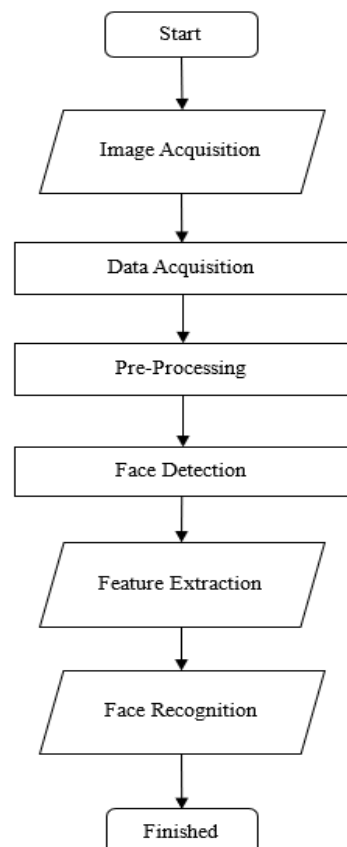 Start
Image Acquisition
Data Acquisition
Pre-Processing
Face Detection
Feature Extraction
Face Recognition
Finished